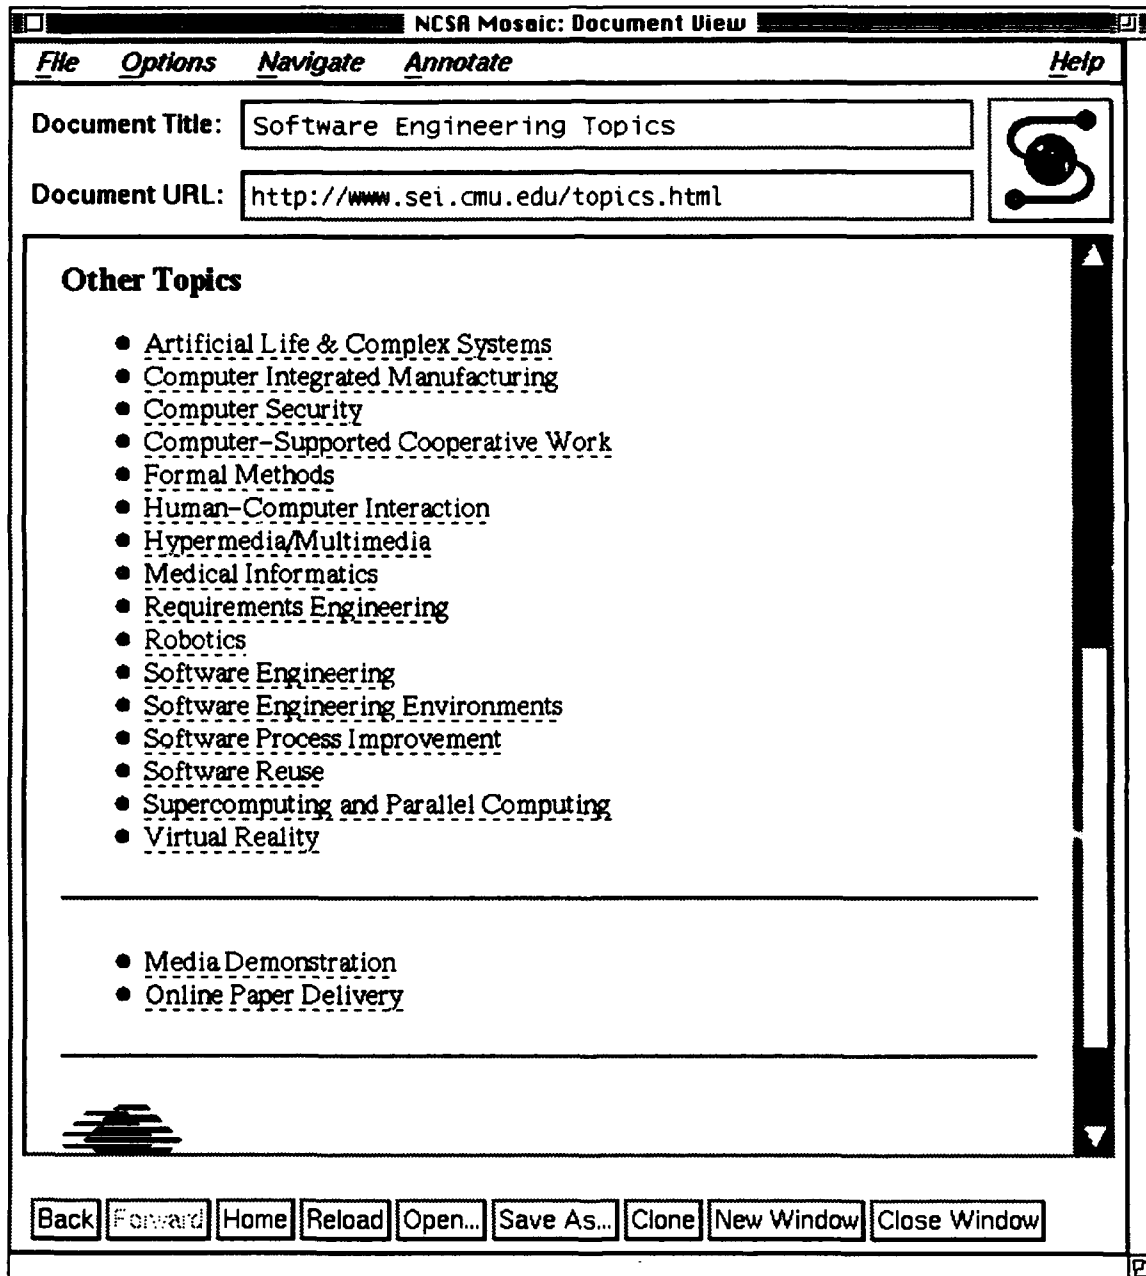 NCSA Mosaic: Document View
File Options Navigate Annotate Help
Document Title: Software Engineering Topics
Document URL: http://www.sei.cmu.edu/topics.html
Other Topics
Artificial Life & Complex Systems
Computer Integrated Manufacturing
Computer Security
Computer-Supported Cooperative Work
Formal Methods
Human-Computer Interaction
Hypermedia/Multimedia
Medical Informatics
Requirements Engineering
Robotics
Software Engineering
Software Engineering Environments
Software Process Improvement
Software Reuse
Supercomputing and Parallel Computing
Virtual Reality
Media Demonstration
Online Paper Delivery
Back Forward Home Reload Open... Save As... Clone New Window Close Window